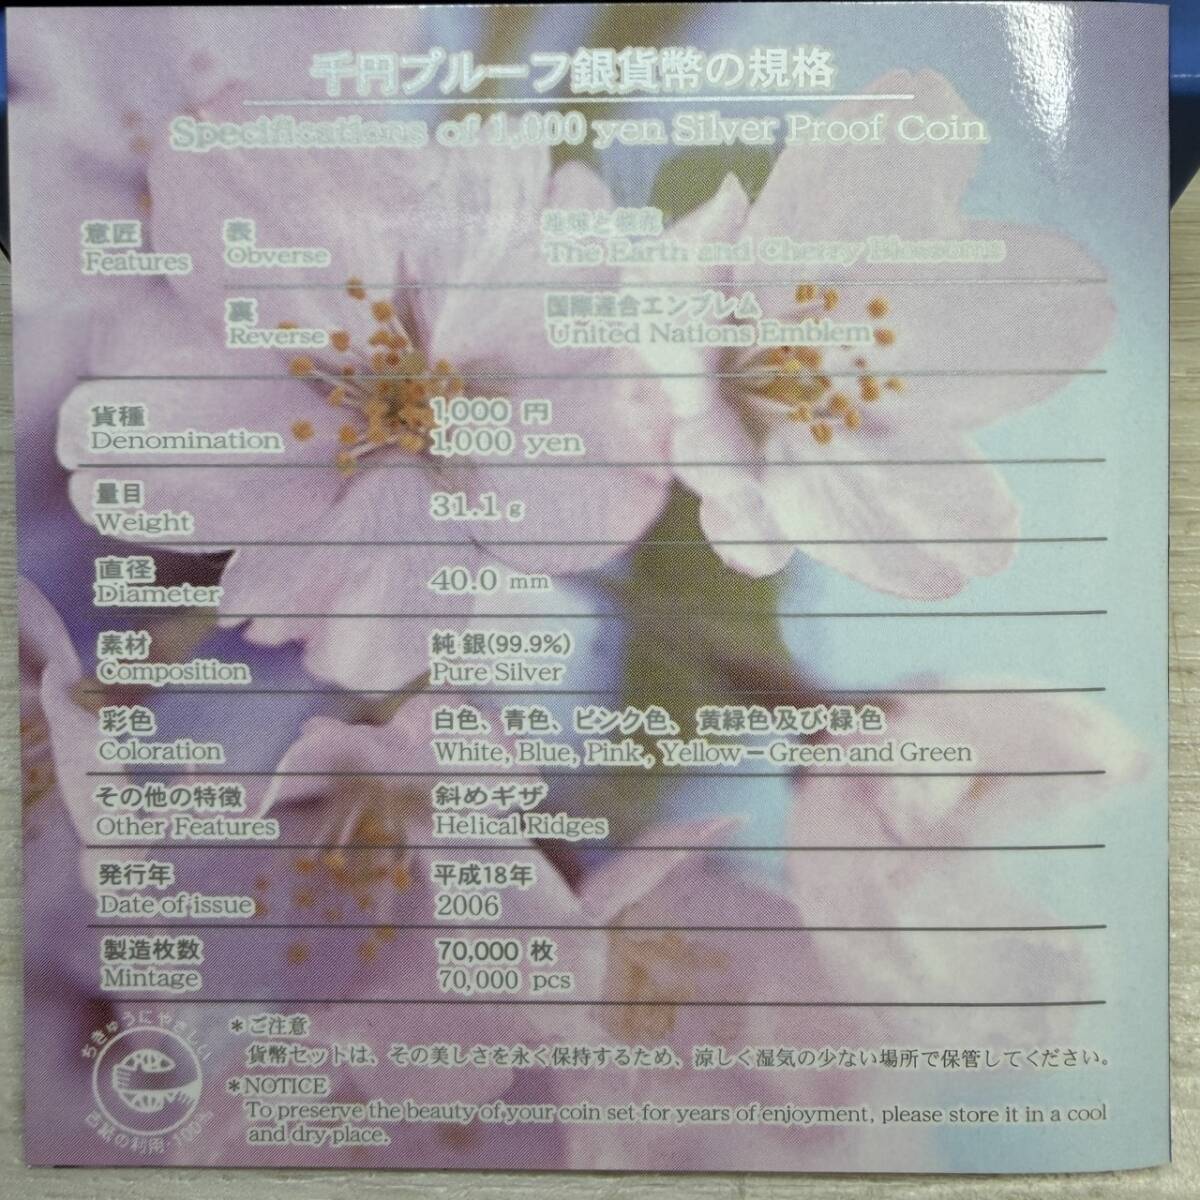 千円プルーフ銀貨幣の規格
Specifications of 1,000 yen Silver Proof Coin
意匠 表 地球と桜花
Features Obverse The Earth and Cherry Blossoms
裏 国際連合エンブレム
Reverse United Nations Emblem
貨種 1,000 円
Denomination 1,000 yen
量目
Weight 31.1 g
直径
Diameter 40.0 mm
素材 純銀(99.9%)
Composition Pure Silver
彩色 白色、青色、ピンク色、黄緑色及び緑色
Coloration White, Blue, Pink, Yellow－Green and Green
その他の特徴 斜めギザ
Other Features Helical Ridges
発行年 平成18年
Date of issue 2006
製造枚数 70,000 枚
Mintage 70,000 pcs
ちきゅうにやさしい
古紙の利用・100%
＊ご注意
貨幣セットは、その美しさを永く保持するため、涼しく湿気の少ない場所で保管してください。
＊NOTICE
To preserve the beauty of your coin set for years of enjoyment, please store it in a cool
and dry place.